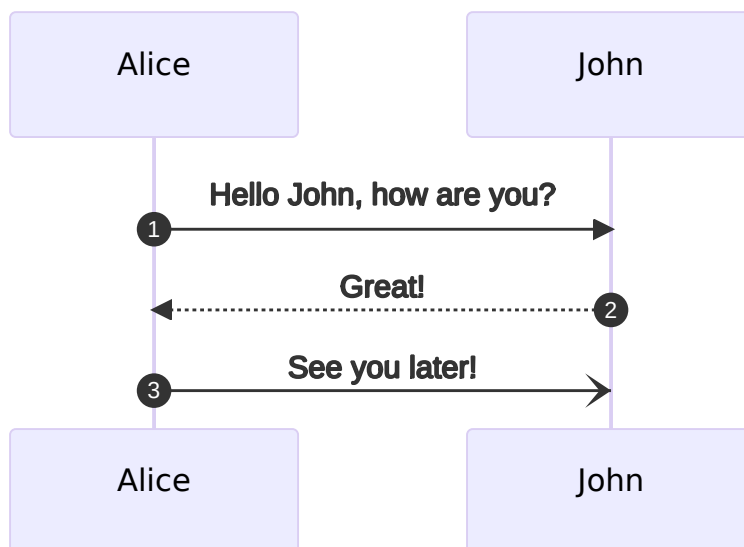 Alice
John
Hello John, how are you?
1
Great!
2
See you later!
3
Alice
John